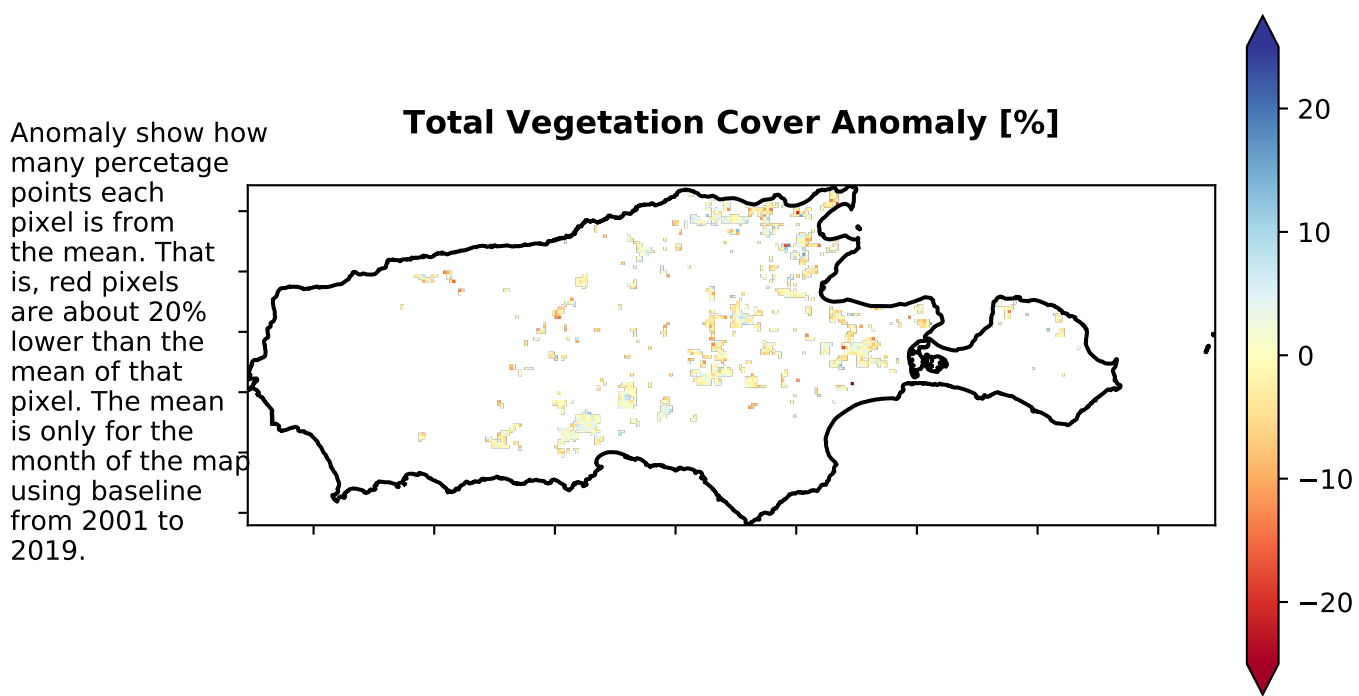 Total Vegetation Cover Anomaly [%]
Anomaly show how
many percetage
points each
pixel is from
the mean. That
is, red pixels
are about 20%
lower than the
mean of that
pixel. The mean
is only for the
month of the map
using baseline
from 2001 to
2019.
20
10
0
−10
−20